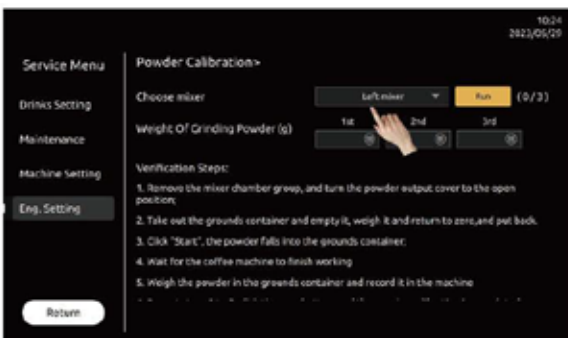 10:24
2023/05/29
Service Menu
Drinks Setting
Maintenance
Machine Setting
Eng. Setting
Return
Powder Calibration>
Choose mixer
Left mixer
Run
(0/3)
Weight Of Grinding Powder (g)
1st
2nd
3rd
Verification Steps:
1. Remove the mixer chamber group, and turn the powder output cover to the open
position;
2. Take out the grounds container and empty it, weigh it and return to zero,and put back.
3. Click "Start", the powder falls into the grounds container;
4. Wait for the coffee machine to finish working
5. Weigh the powder in the grounds container and record it in the machine